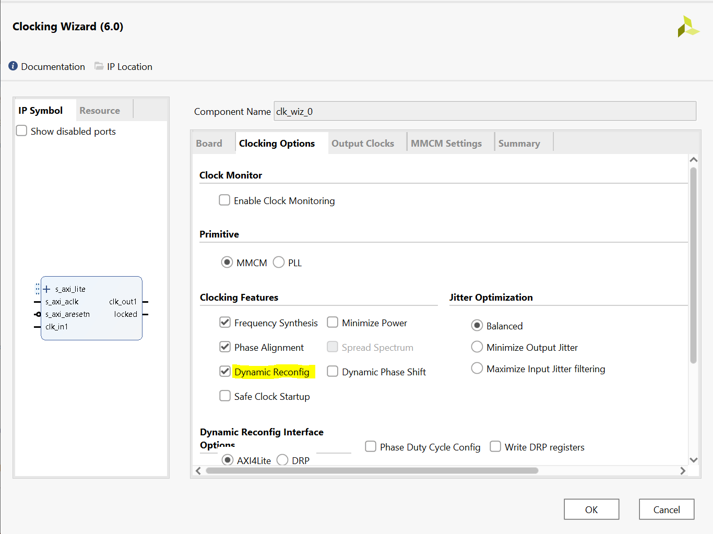 Clocking Wizard (6.0)
Documentation IP Location
IP Symbol Resource
Show disabled ports
s_axi_lite
s_axi_aclk clk_out1
s_axi_aresetn locked
clk_in1
Component Name clk_wiz_0
Board Clocking Options Output Clocks MMCM Settings Summary
Clock Monitor
Enable Clock Monitoring
Primitive
MMCM PLL
Clocking Features Jitter Optimization
Frequency Synthesis Minimize Power Balanced
Phase Alignment Spread Spectrum Minimize Output Jitter
Dynamic Reconfig Dynamic Phase Shift Maximize Input Jitter filtering
Safe Clock Startup
Dynamic Reconfig Interface
Options Phase Duty Cycle Config Write DRP registers
AXI4Lite DRP
OK Cancel